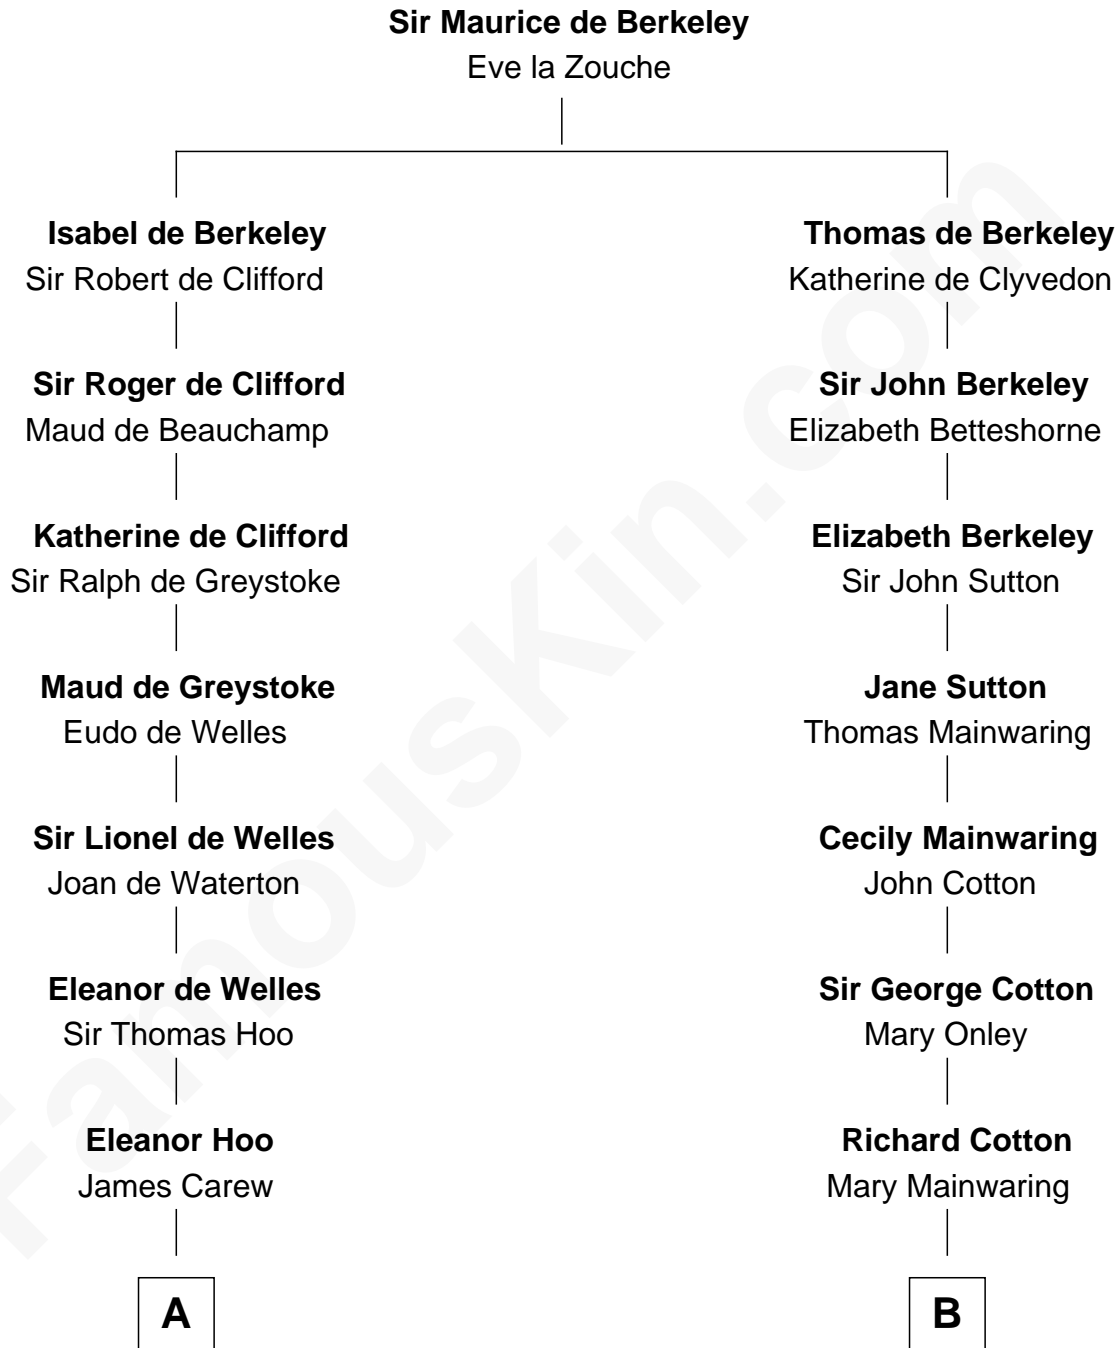 Sir Maurice de Berkeley
Eve la Zouche
Isabel de Berkeley
Sir Robert de Clifford
Thomas de Berkeley
Katherine de Clyvedon
Sir Roger de Clifford
Maud de Beauchamp
Sir John Berkeley
Elizabeth Betteshorne
Katherine de Clifford
Sir Ralph de Greystoke
Elizabeth Berkeley
Sir John Sutton
Maud de Greystoke
Eudo de Welles
Jane Sutton
Thomas Mainwaring
Sir Lionel de Welles
Joan de Waterton
Cecily Mainwaring
John Cotton
Eleanor de Welles
Sir Thomas Hoo
Sir George Cotton
Mary Onley
Eleanor Hoo
James Carew
Richard Cotton
Mary Mainwaring
A
B
FamousKin.com